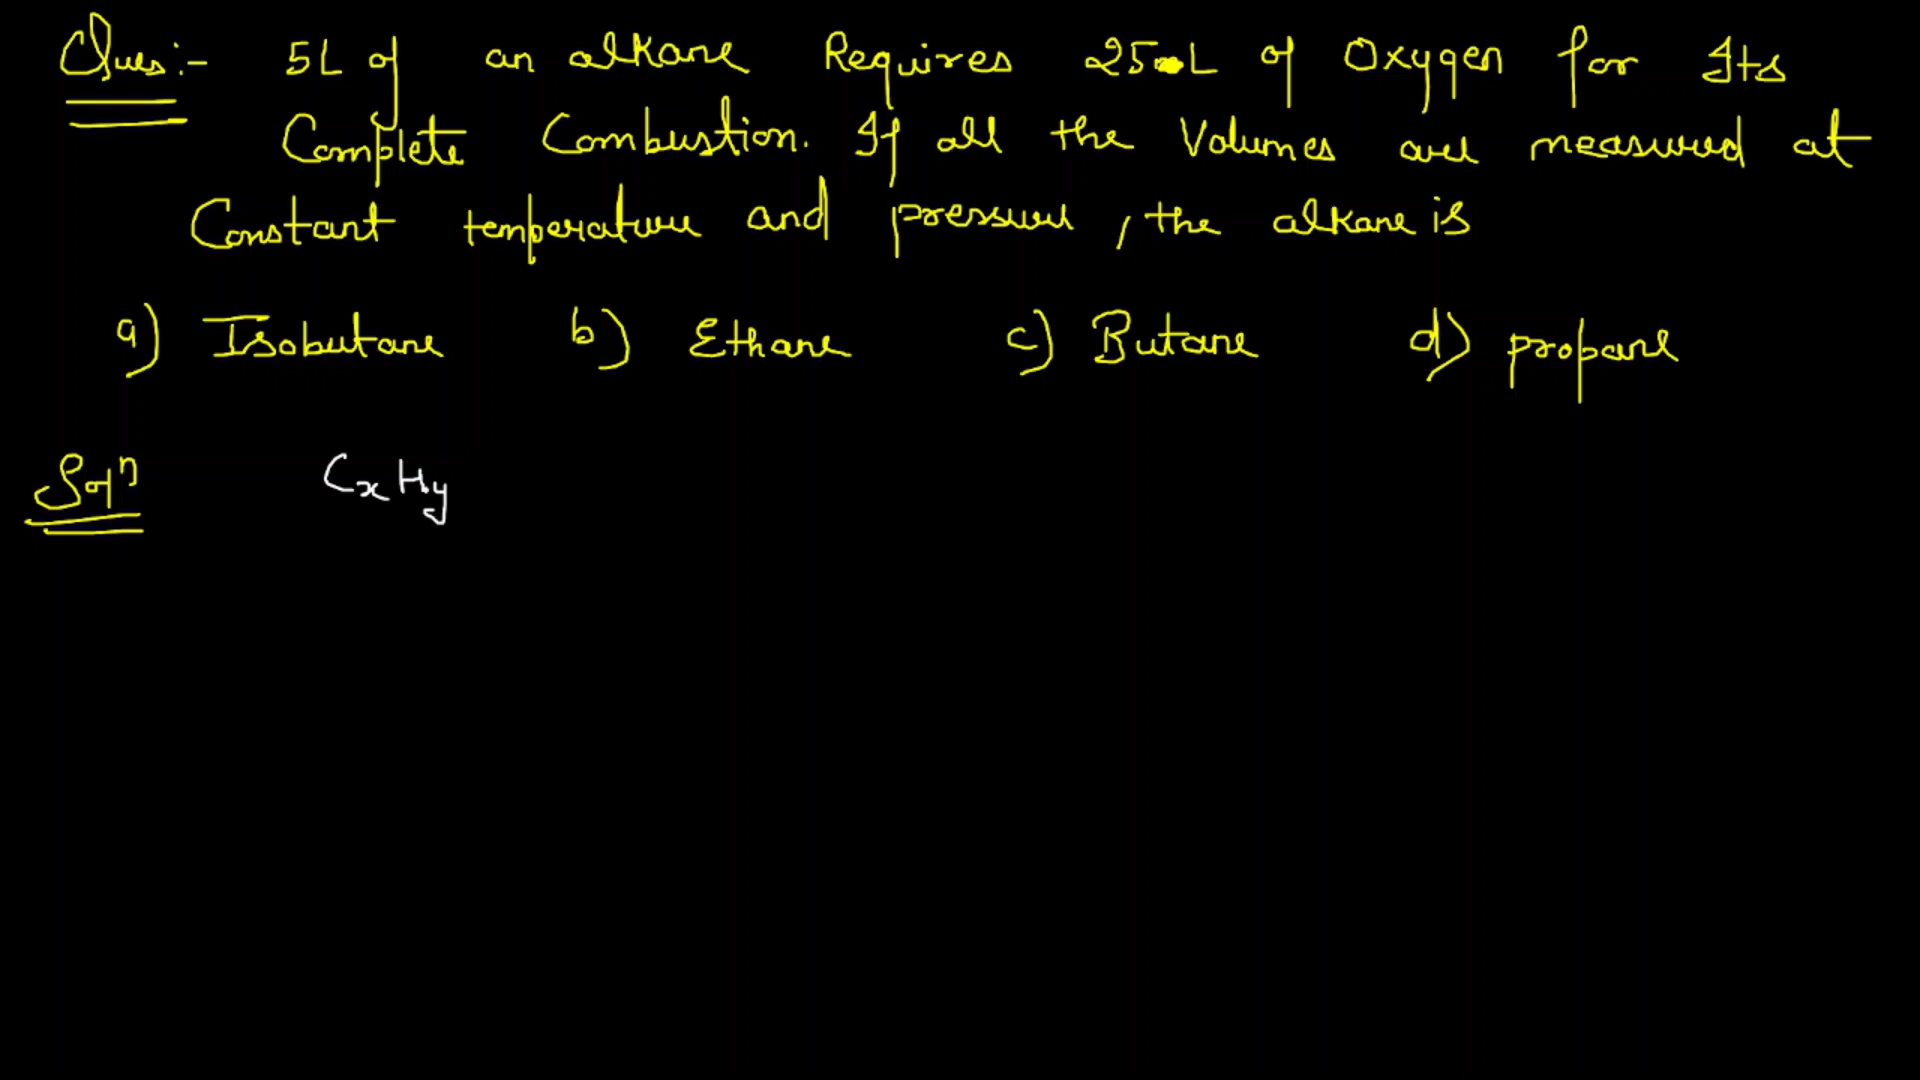 Ques:- 5L of an alkane Requires 25 L of Oxygen for Its
Complete Combustion. If all the Volumes are measured at
Constant temperature and pressure, the alkane is
a) Isobutane b) Ethane c) Butane d) propane
Solⁿ CxHy